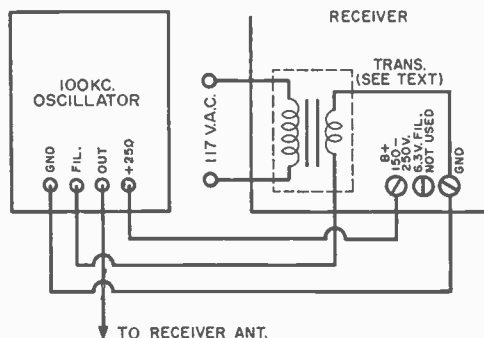 RECEIVER
100KC.
OSCILLATOR
GND
FIL.
OUT
+250
117 V.A.C.
TRANS.
(SEE TEXT)
B+
150-
250V.
6.3V. FIL.
NOT USED
GND
TO RECEIVER ANT.